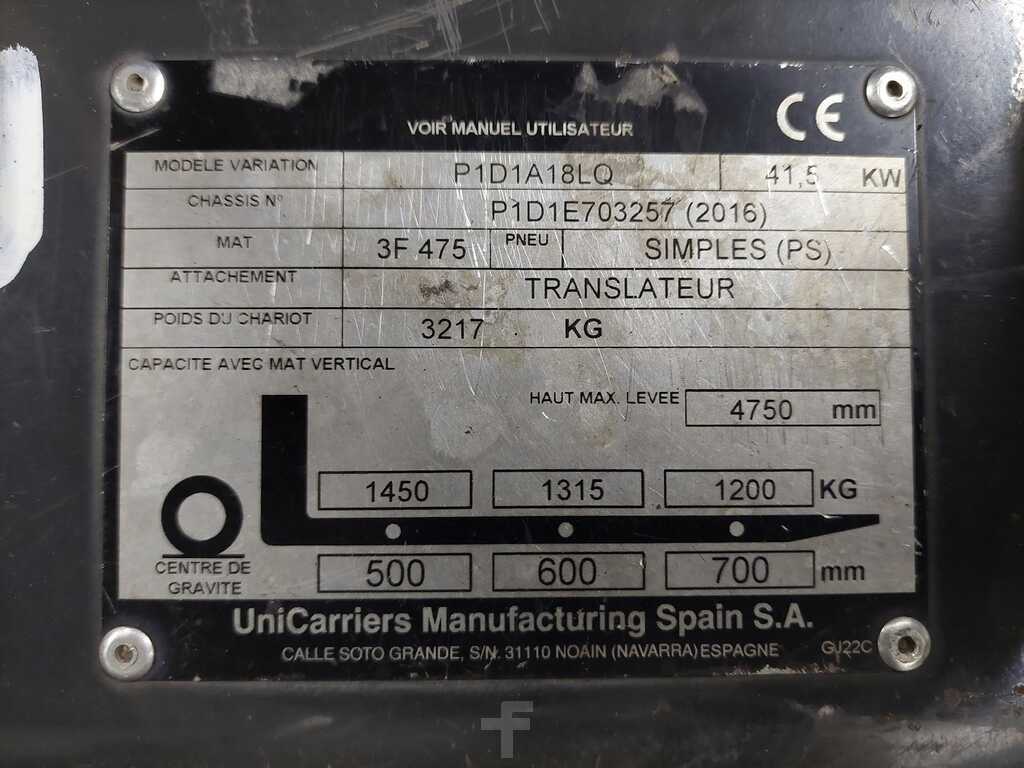 CE
VOIR MANUEL UTILISATEUR
MODELE VARIATION P1D1A18LQ 41,5 KW
CHASSIS N° P1D1E703257 (2016)
MAT 3F 475 PNEU SIMPLES (PS)
ATTACHEMENT TRANSLATEUR
POIDS DU CHARIOT 3217 KG
CAPACITE AVEC MAT VERTICAL
HAUT MAX. LEVEE 4750 mm
1450 1315 1200 KG
CENTRE DE GRAVITE
500 600 700 mm
UniCarriers Manufacturing Spain S.A.
CALLE SOTO GRANDE, S/N. 31110 NOAIN (NAVARRA) ESPAGNE GJ22C